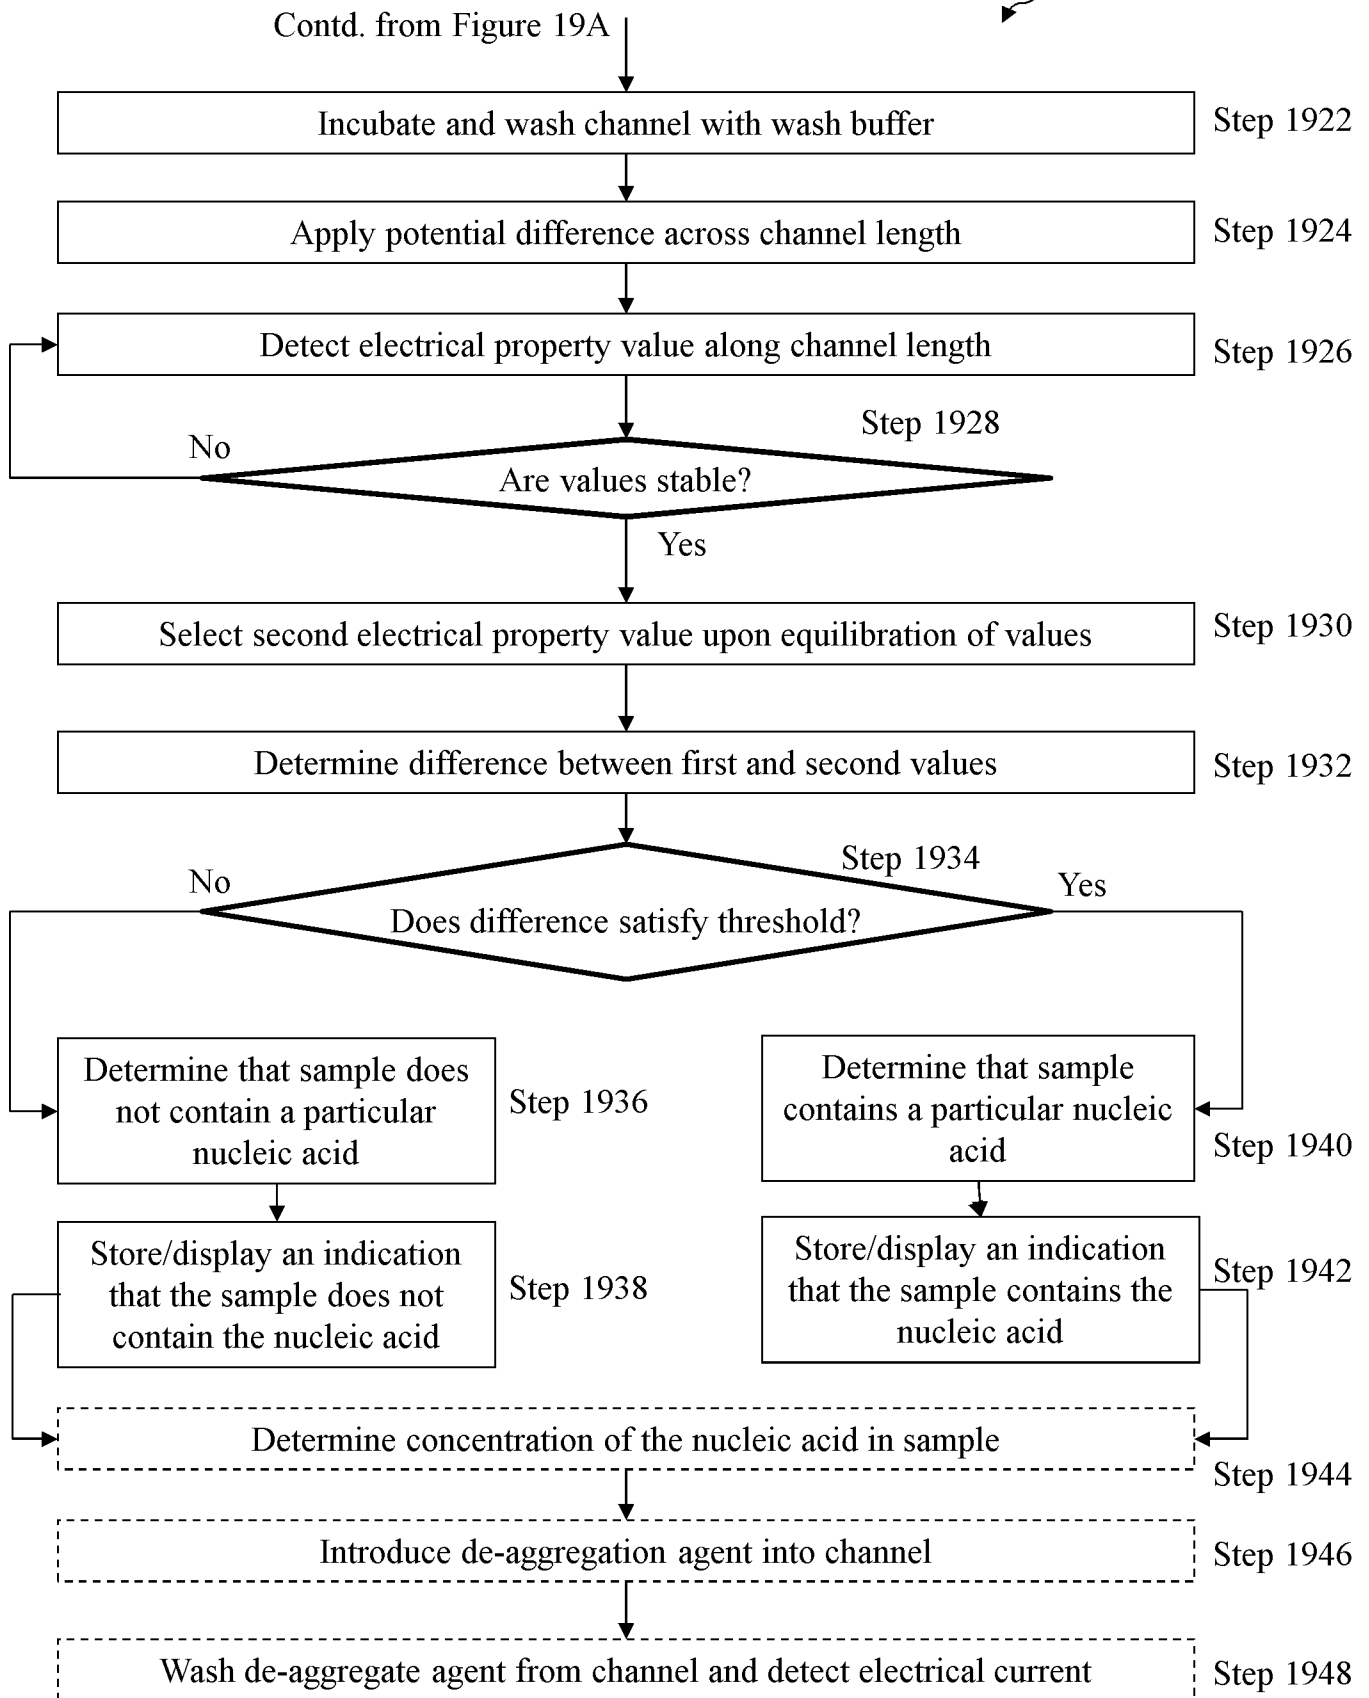 Contd. from Figure 19A
Incubate and wash channel with wash buffer
Step 1922
Apply potential difference across channel length
Step 1924
Detect electrical property value along channel length
Step 1926
Step 1928
No
Are values stable?
Yes
Select second electrical property value upon equilibration of values
Step 1930
Determine difference between first and second values
Step 1932
Step 1934
No
Yes
Does difference satisfy threshold?
Determine that sample does
not contain a particular
nucleic acid
Step 1936
Determine that sample
contains a particular nucleic
acid
Step 1940
Store/display an indication
that the sample does not
contain the nucleic acid
Step 1938
Store/display an indication
that the sample contains the
nucleic acid
Step 1942
Determine concentration of the nucleic acid in sample
Step 1944
Introduce de-aggregation agent into channel
Step 1946
Wash de-aggregate agent from channel and detect electrical current
Step 1948